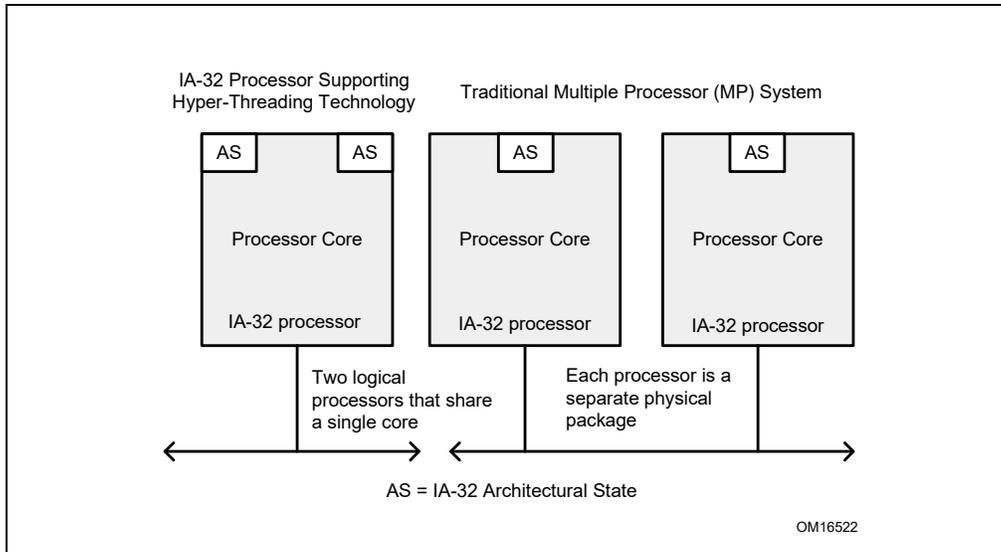 IA-32 Processor Supporting
Hyper-Threading Technology
Traditional Multiple Processor (MP) System
AS
AS
AS
AS
Processor Core
Processor Core
Processor Core
IA-32 processor
IA-32 processor
IA-32 processor
Two logical
processors that share
a single core
Each processor is a
separate physical
package
AS = IA-32 Architectural State
OM16522